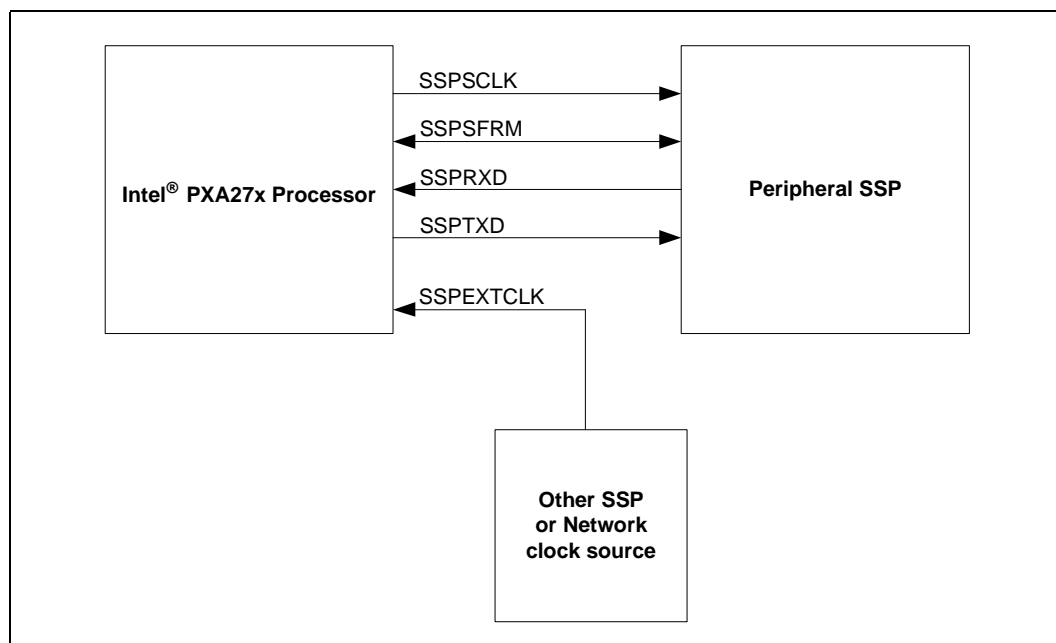 SSPSCLK
SSPSFRM
Intel® PXA27x Processor
SSPRXD
Peripheral SSP
SSPTXD
SSPEXTCLK
Other SSP
or Network
clock source